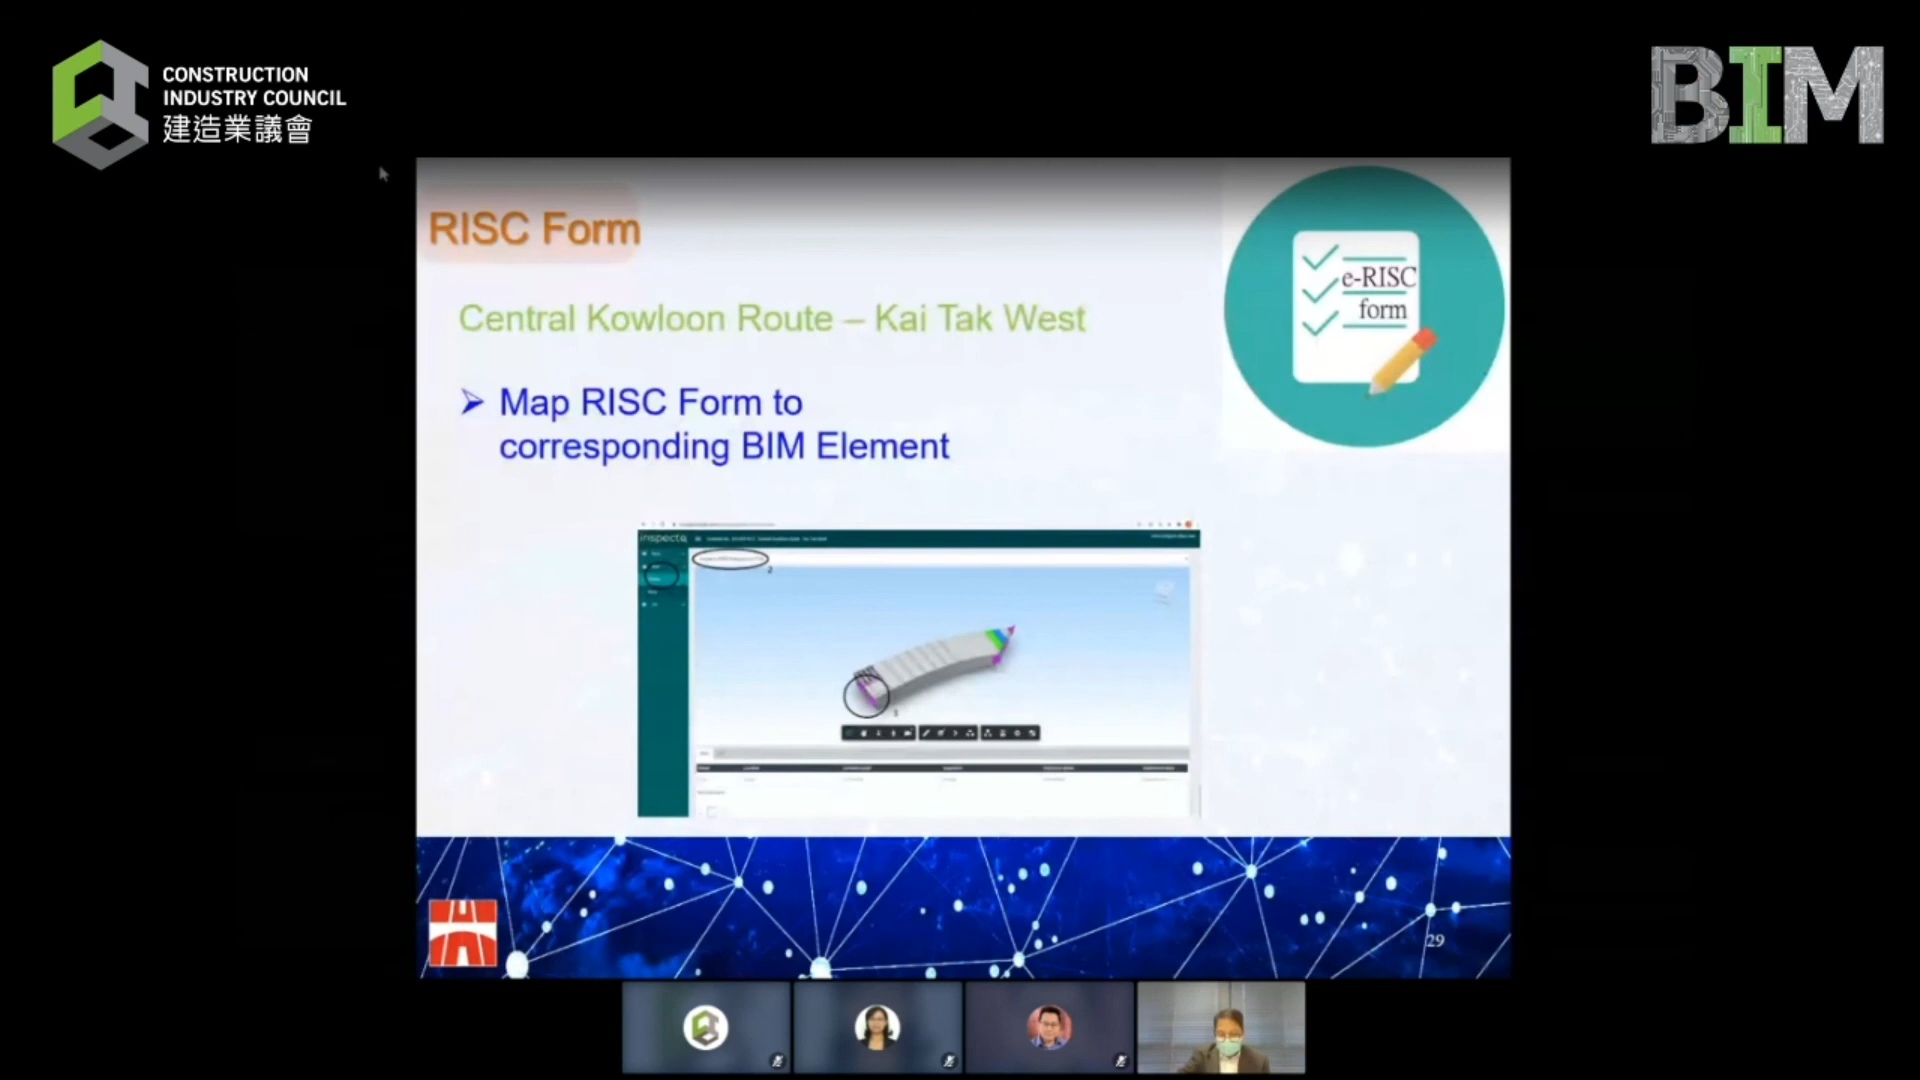 CONSTRUCTION
INDUSTRY COUNCIL
建造業議會
BIM
RISC Form
e-RISC
form
Central Kowloon Route – Kai Tak West
➢ Map RISC Form to
corresponding BIM Element
inspecta
2
29